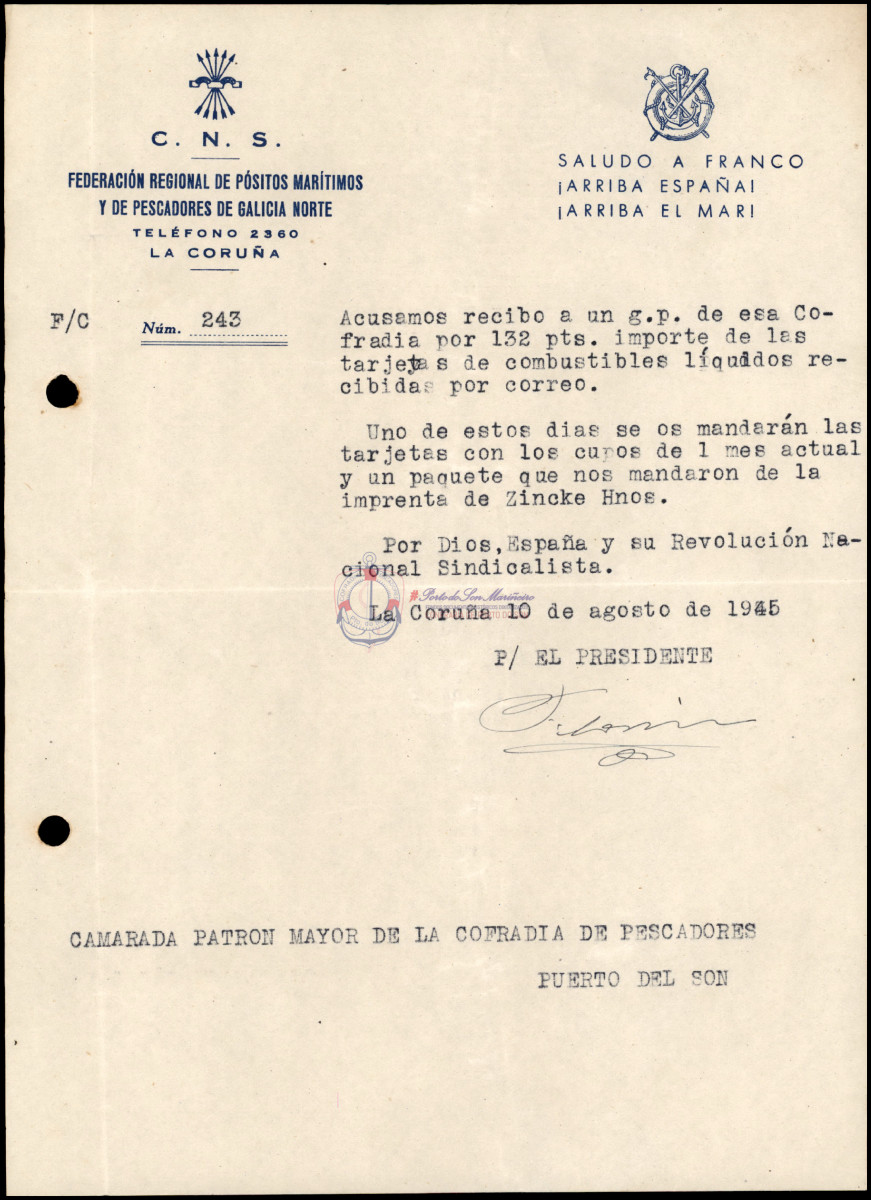 C. N. S.
FEDERACIÓN REGIONAL DE PÓSITOS MARÍTIMOS
Y DE PESCADORES DE GALICIA NORTE
TELÉFONO 2360
LA CORUÑA
SALUDO A FRANCO
¡ARRIBA ESPAÑA!
¡ARRIBA EL MAR!
F/C
Núm. 243
Acusamos recibo a un g.p. de esa Co-
fradia por 132 pts. importe de las
tarjetas de combustibles líquidos re-
cibidas por correo.
Uno de estos dias se os mandarán las
tarjetas con los cupos de l mes actual
y un paquete que nos mandaron de la
imprenta de Zincke Hnos.
Por Dios,España y su Revolución Na-
cional Sindicalista.
#PortodoSonMariñeiro
La Coruña 10 de agosto de 1945
P/ EL PRESIDENTE
CAMARADA PATRON MAYOR DE LA COFRADIA DE PESCADORES
PUERTO DEL SON